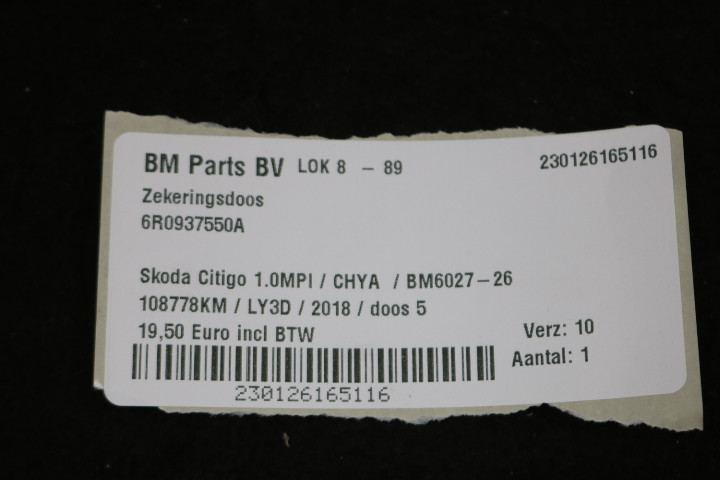 BM Parts BV LOK 8 - 89 230126165116
Zekeringsdoos
6R0937550A
Skoda Citigo 1.0MPI / CHYA / BM6027-26
108778KM / LY3D / 2018 / doos 5
19,50 Euro incl BTW Verz: 10
Aantal: 1
230126165116